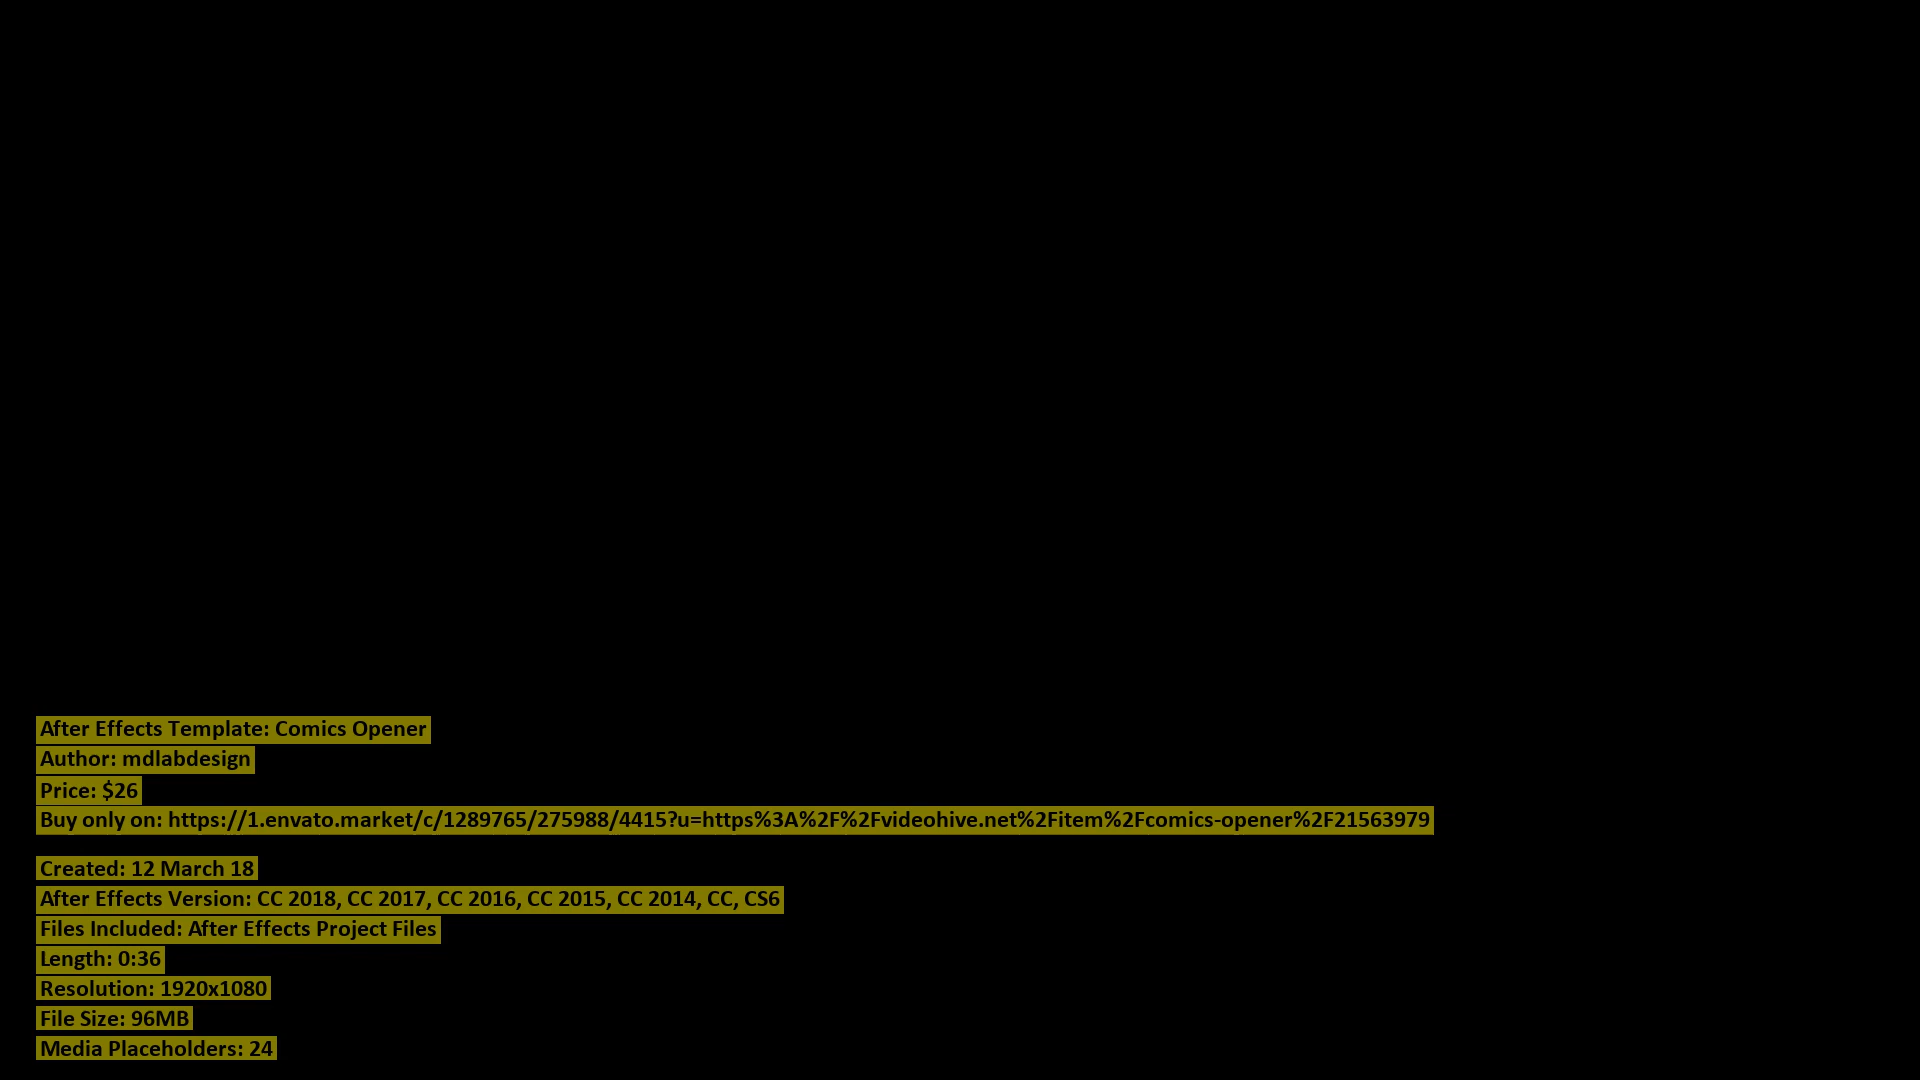 After Effects Template: Comics Opener
Author: mdlabdesign
Price: $26
Buy only on: https://1.envato.market/c/1289765/275988/4415?u=https%3A%2F%2Fvideohive.net%2Fitem%2Fcomics-opener%2F21563979
Created: 12 March 18
After Effects Version: CC 2018, CC 2017, CC 2016, CC 2015, CC 2014, CC, CS6
Files Included: After Effects Project Files
Length: 0:36
Resolution: 1920x1080
File Size: 96MB
Media Placeholders: 24